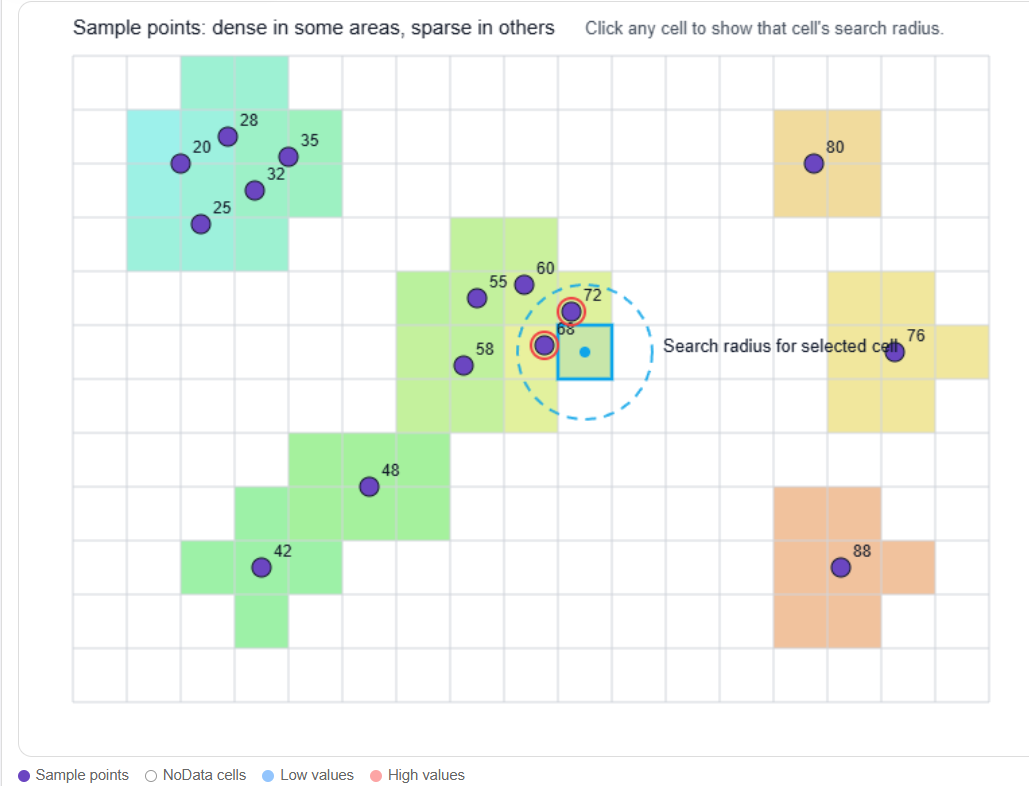 Sample points: dense in some areas, sparse in others
Click any cell to show that cell's search radius.
28
20
35
32
25
80
60
55
72
68
58
Search radius for selected cell
76
48
42
88
Sample points
NoData cells
Low values
High values